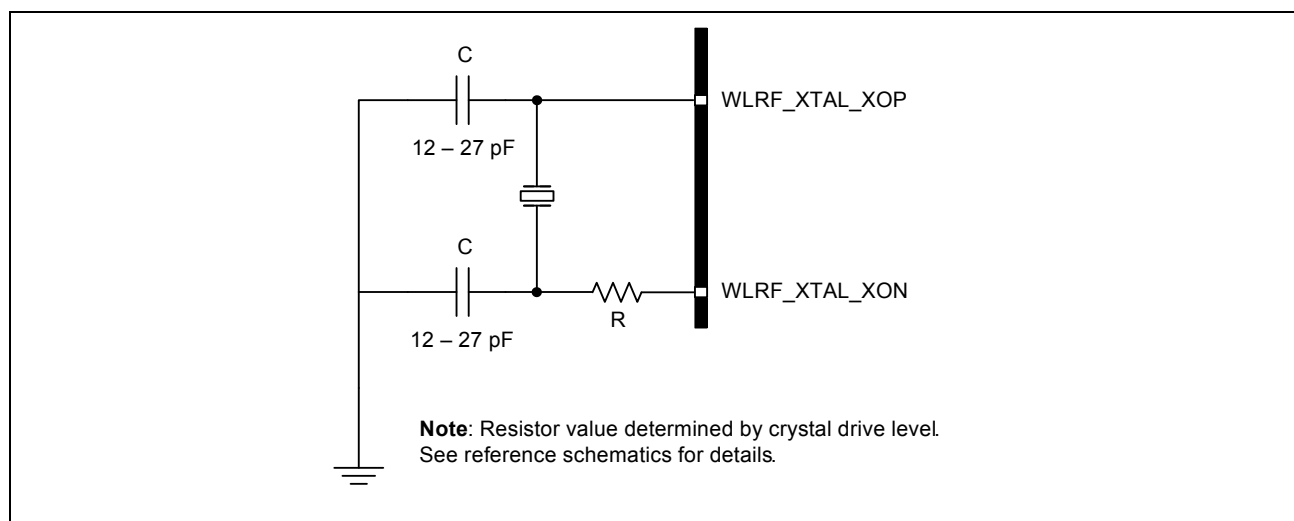 C
12 – 27 pF
WLRF_XTAL_XOP
C
12 – 27 pF
R
WLRF_XTAL_XON
Note: Resistor value determined by crystal drive level.
See reference schematics for details.